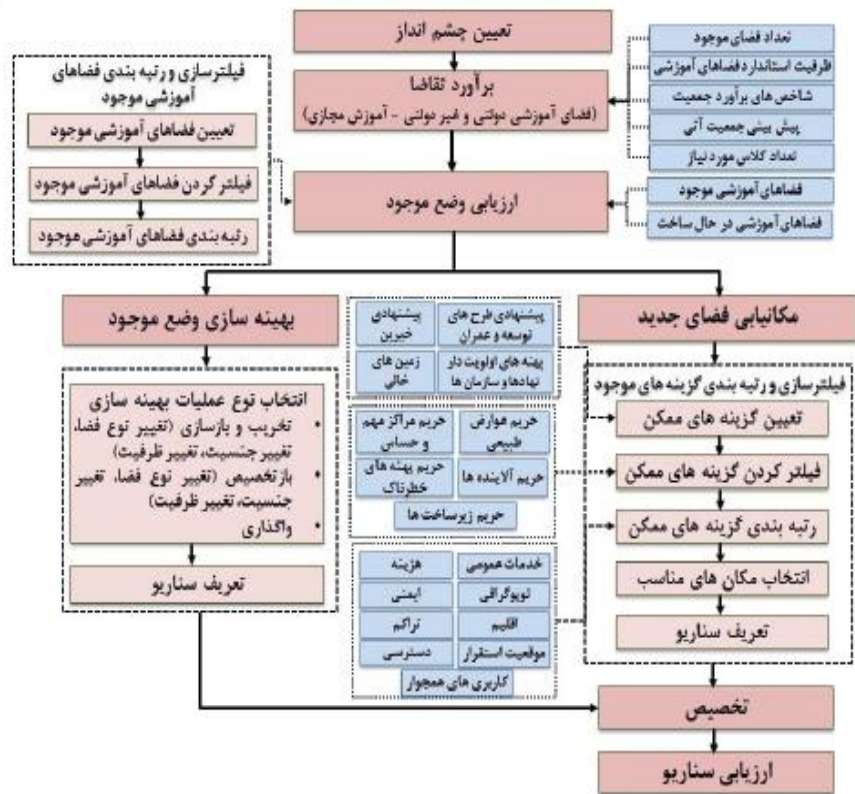 تعیین چشم انداز
برآورد تقاضا
(فضای آموزشی دولتی و غیر دولتی - آموزش مجازی)
تعداد فضای موجود
ظرفیت استاندارد فضاهای آموزشی
شاخص های برآورد جمعیت
پیش بینی جمعیت آتی
تعداد کلاس مورد نیاز
فیلترسازی و رتبه بندی فضاهای
آموزشی موجود
تعیین فضاهای آموزشی موجود
فیلتر کردن فضاهای آموزشی موجود
رتبه بندی فضاهای آموزشی موجود
ارزیابی وضع موجود
فضاهای آموزشی موجود
فضاهای آموزشی در حال ساخت
مکانیابی فضای جدید
فیلترسازی و رتبه بندی گزینه های موجود
تعیین گزینه های ممکن
فیلتر کردن گزینه های ممکن
رتبه بندی گزینه های ممکن
انتخاب مکان های مناسب
تعریف سناریو
پیشنهادی طرح های
توسعه و عمران
پیشنهادی
خیرین
پهنه های اولویت دار
نهادها و سازمان ها
زمین های
خالی
حریم عوارض
طبیعی
حریم مراکز مهم
و حساس
حریم آلاینده ها
حریم پهنه های
خطرناک
حریم زیرساخت ها
خدمات عمومی
هزینه
توپوگرافی
ایمنی
اقلیم
تراکم
موقعیت استقرار
دسترسی
کاربری های همجوار
بهینه سازی وضع موجود
انتخاب نوع عملیات بهینه سازی
• تخریب و بازسازی (تغییر نوع فضا،
تغییر جنسیت، تغییر ظرفیت)
• بازتخصیص (تغییر نوع فضا، تغییر
جنسیت، تغییر ظرفیت)
• واگذاری
تعریف سناریو
تخصیص
ارزیابی سناریو